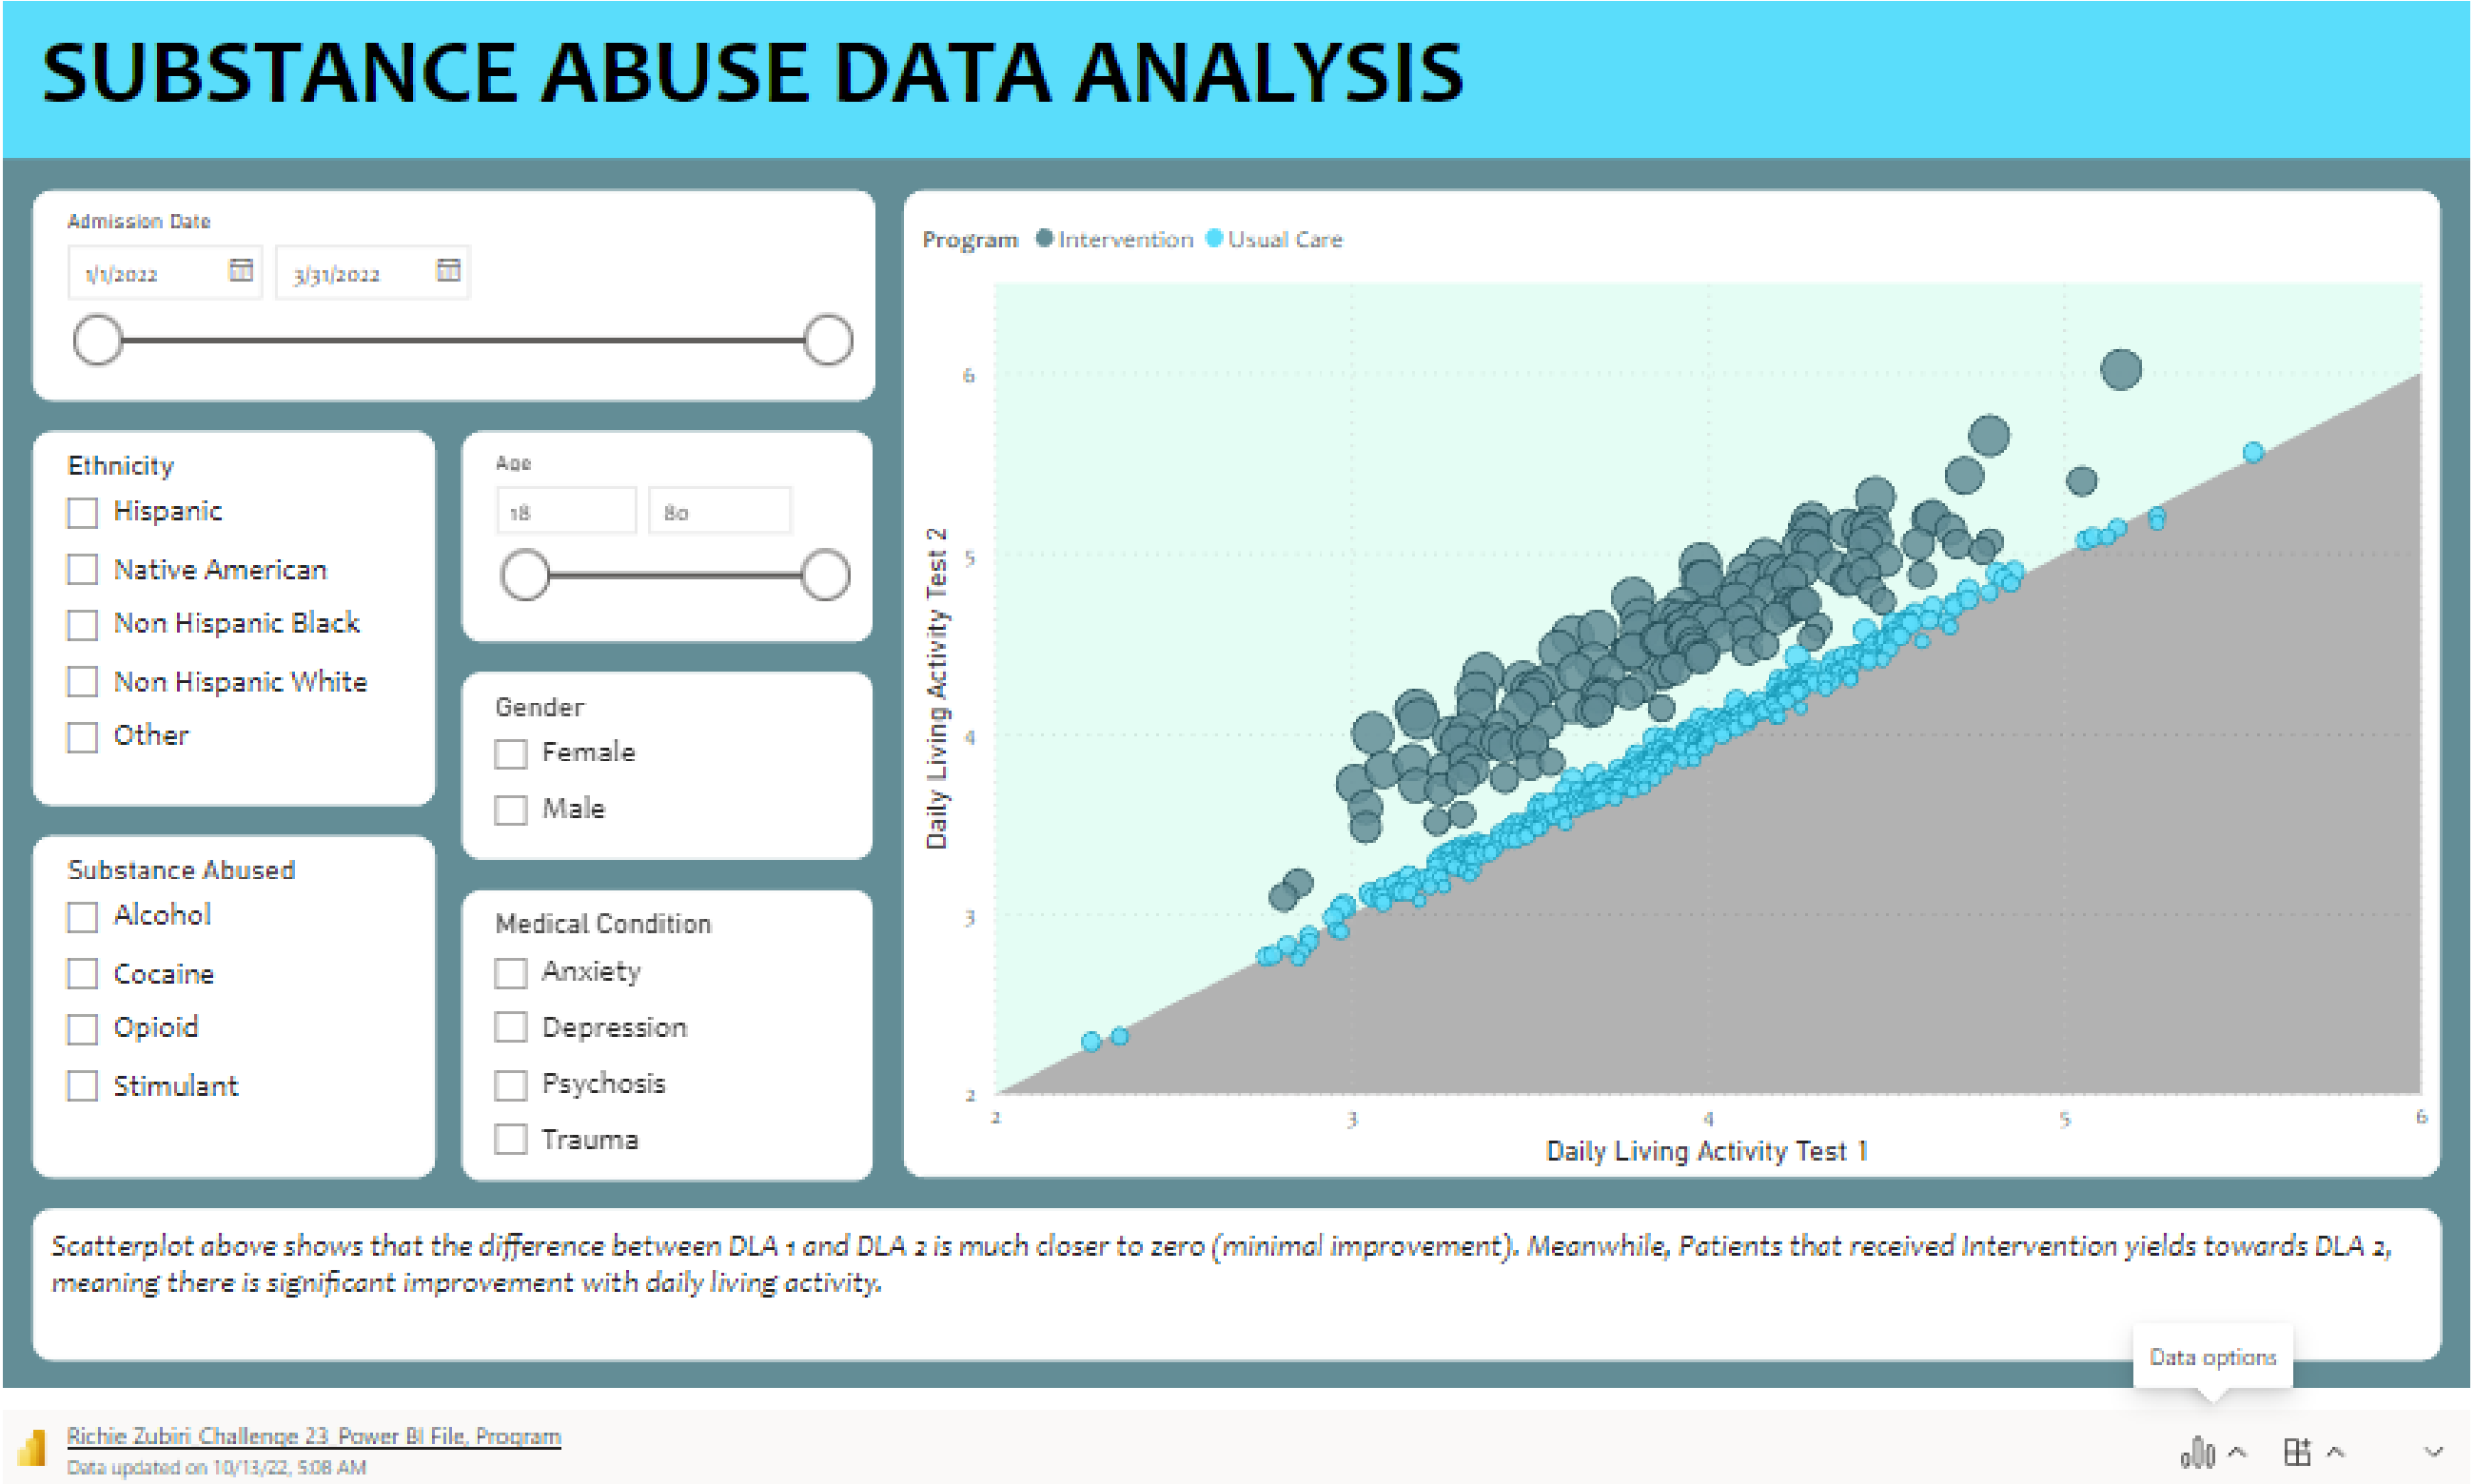 SUBSTANCE ABUSE DATA ANALYSIS
Admission Date
1/1/2022
3/31/2022
Ethnicity
Hispanic
Native American
Non Hispanic Black
Non Hispanic White
Other
Age
18
80
Gender
Female
Male
Substance Abused
Alcohol
Cocaine
Opioid
Stimulant
Medical Condition
Anxiety
Depression
Psychosis
Trauma
Program Intervention Usual Care
Daily Living Activity Test 2
6
5
4
3
2
2 3 4 5 6
Daily Living Activity Test 1
Scatterplot above shows that the difference between DLA 1 and DLA 2 is much closer to zero (minimal improvement). Meanwhile, Patients that received Intervention yields towards DLA 2,
meaning there is significant improvement with daily living activity.
Data options
Richie Zubiri Challenge 23 Power BI File, Program
Data updated on 10/13/22, 5:08 AM